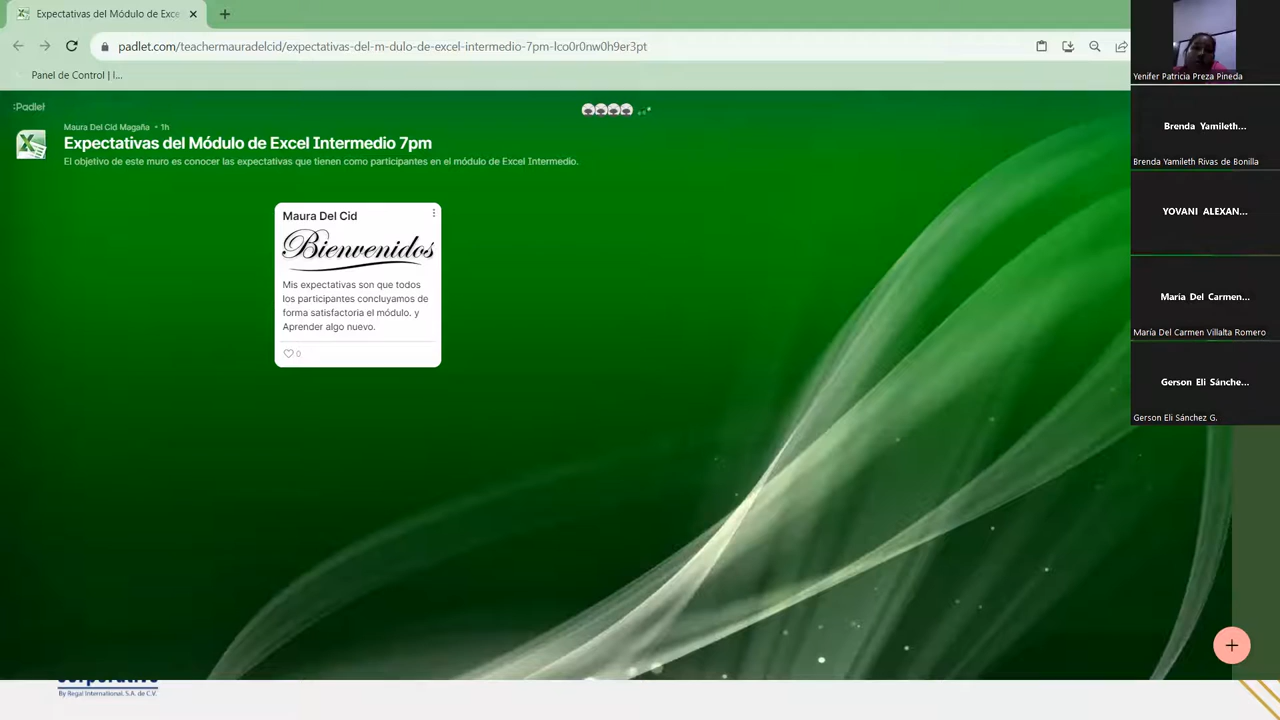 Expectativas del Módulo de Exce
padlet.com/teachermauradelcid/expectativas-del-m-dulo-de-excel-intermedio-7pm-lco0r0nw0h9er3pt
Panel de Control | I...
:Padlet
Maura Del Cid Magaña • 1h
Expectativas del Módulo de Excel Intermedio 7pm
El objetivo de este muro es conocer las expectativas que tienen como participantes en el módulo de Excel Intermedio.
Maura Del Cid
Bienvenidos
Mis expectativas son que todos
los participantes concluyamos de
forma satisfactoria el módulo. y
Aprender algo nuevo.
0
Yenifer Patricia Preza Pineda
Brenda Yamileth...
Brenda Yamileth Rivas de Bonilla
YOVANI ALEXAN...
Maria Del Carmen...
María Del Carmen Villalta Romero
Gerson Eli Sánche...
Gerson Eli Sánchez G.
By Regal International, S.A. de C.V.